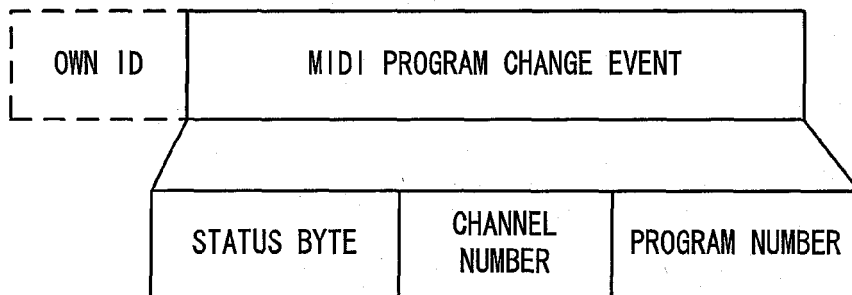 OWN ID
MIDI PROGRAM CHANGE EVENT
STATUS BYTE
CHANNEL
NUMBER
PROGRAM NUMBER